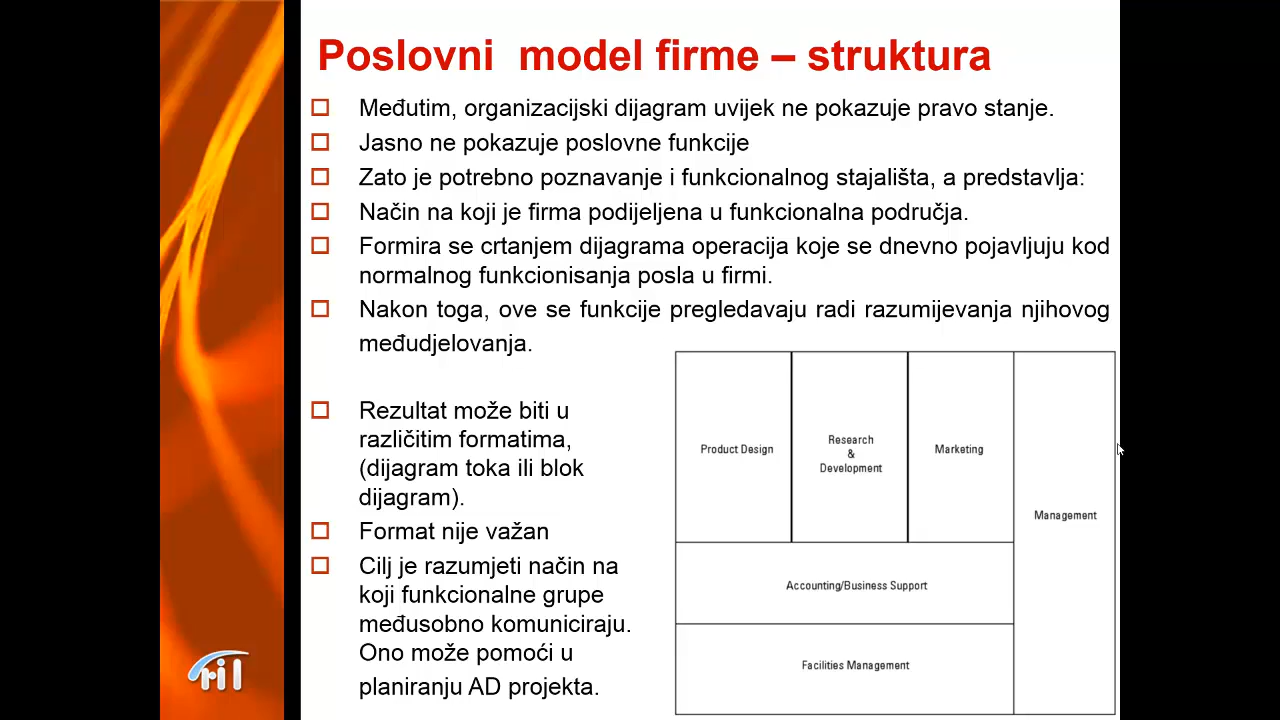 Poslovni model firme – struktura
Međutim, organizacijski dijagram uvijek ne pokazuje pravo stanje.
Jasno ne pokazuje poslovne funkcije
Zato je potrebno poznavanje i funkcionalnog stajališta, a predstavlja:
Način na koji je firma podijeljena u funkcionalna područja.
Formira se crtanjem dijagrama operacija koje se dnevno pojavljuju kod
normalnog funkcionisanja posla u firmi.
Nakon toga, ove se funkcije pregledavaju radi razumijevanja njihovog
međudjelovanja.
Rezultat može biti u
različitim formatima,
(dijagram toka ili blok
dijagram).
Format nije važan
Cilj je razumjeti način na
koji funkcionalne grupe
međusobno komuniciraju.
Ono može pomoći u
planiranju AD projekta.
Product Design
Research
&
Development
Marketing
Management
Accounting/Business Support
Facilities Management
ril